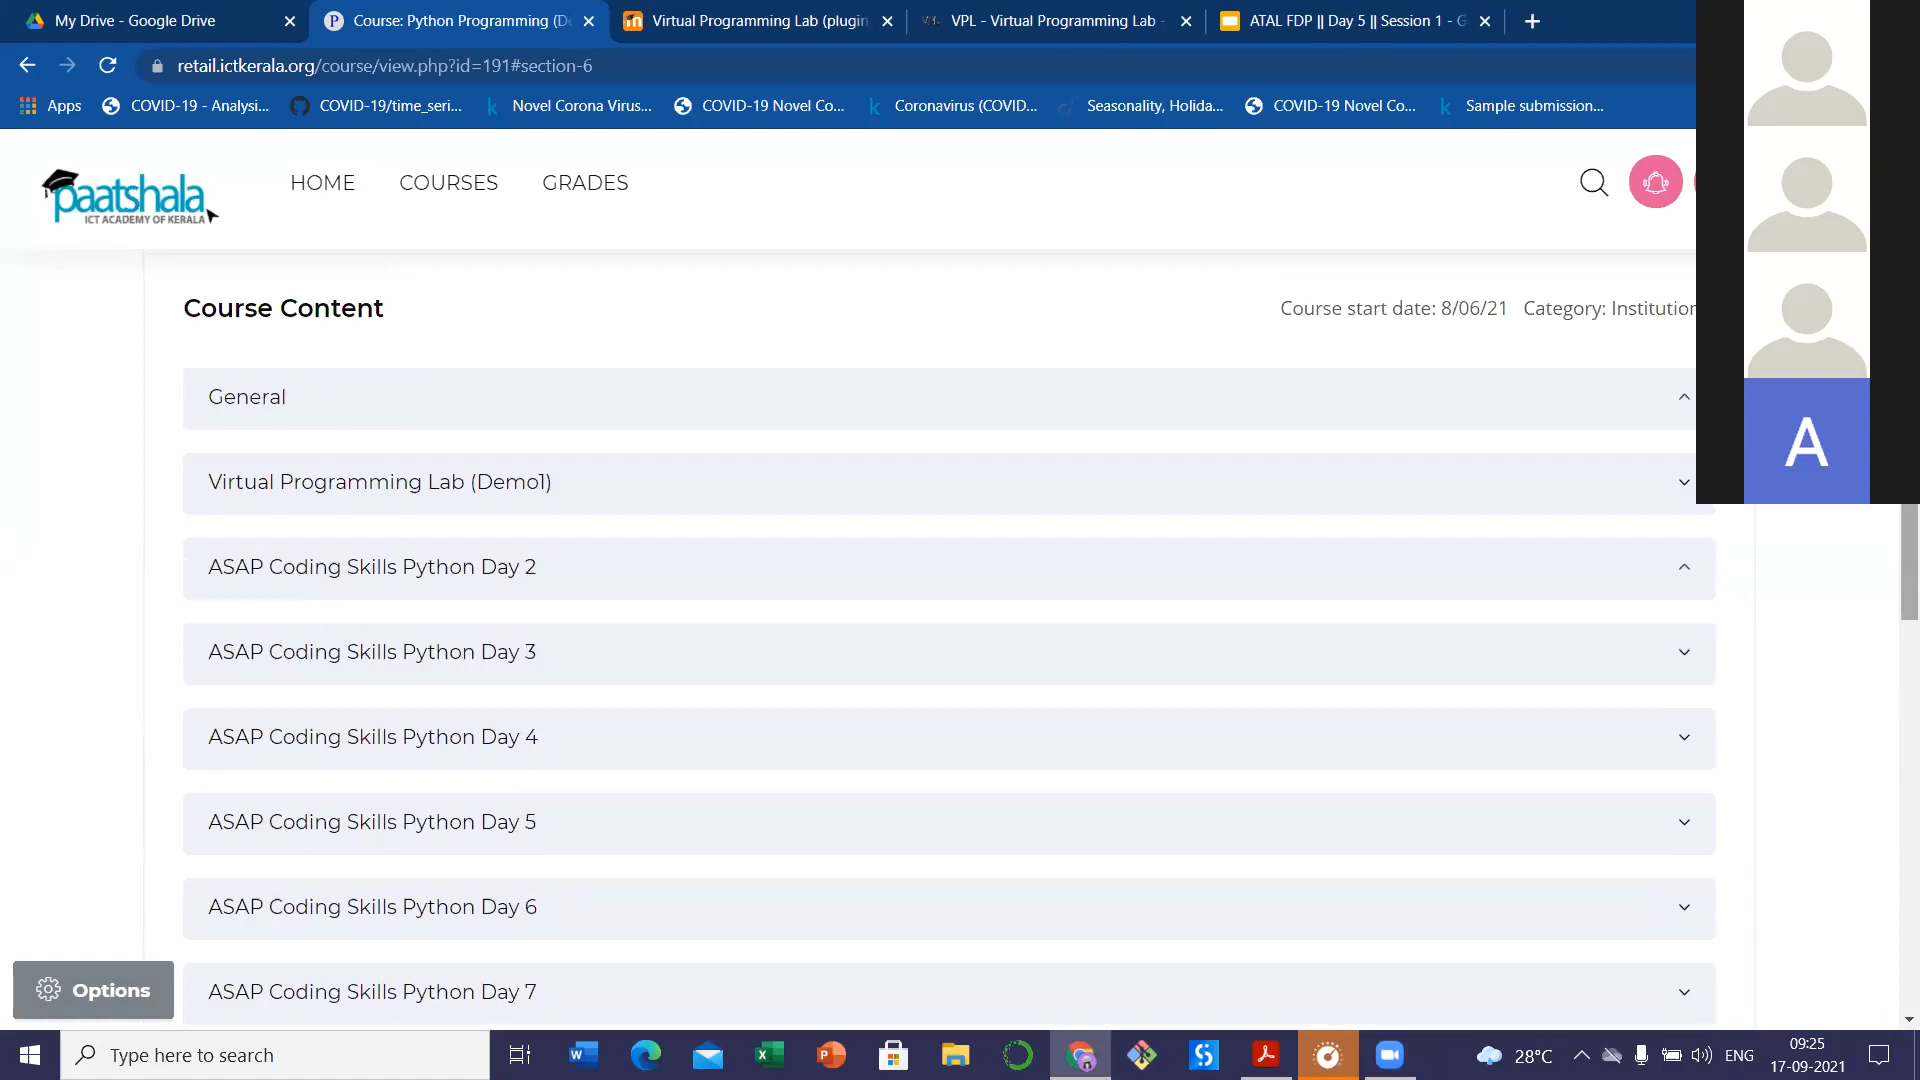 My Drive - Google Drive
Course: Python Programming (De
Virtual Programming Lab (plugin
VPL - Virtual Programming Lab -
ATAL FDP || Day 5 || Session 1 - G
retail.ictkerala.org/course/view.php?id=191#section-6
Apps
COVID-19 - Analysi...
COVID-19/time_seri...
Novel Corona Virus...
COVID-19 Novel Co...
Coronavirus (COVID...
Seasonality, Holida...
COVID-19 Novel Co...
Sample submission...
paatshala
ICT ACADEMY OF KERALA
HOME
COURSES
GRADES
Course Content
Course start date: 8/06/21 Category: Institution
General
Virtual Programming Lab (Demo1)
A
ASAP Coding Skills Python Day 2
ASAP Coding Skills Python Day 3
ASAP Coding Skills Python Day 4
ASAP Coding Skills Python Day 5
ASAP Coding Skills Python Day 6
ASAP Coding Skills Python Day 7
Options
Type here to search
28°C
ENG
09:25
17-09-2021